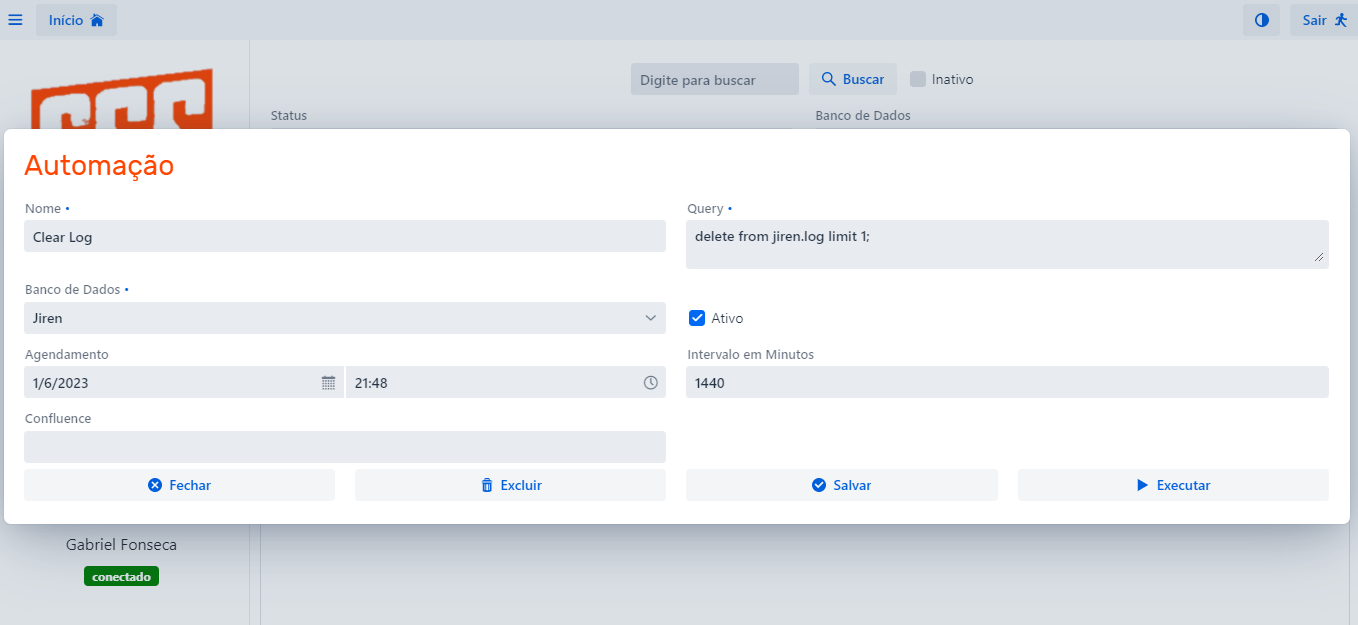 Início
Sair
Digite para buscar
Buscar
Inativo
Status
Banco de Dados
Automação
Nome •
Query •
Clear Log
delete from jiren.log limit 1;
Banco de Dados •
Jiren
Ativo
Agendamento
Intervalo em Minutos
1/6/2023
21:48
1440
Confluence
Fechar
Excluir
Salvar
Executar
Gabriel Fonseca
conectado